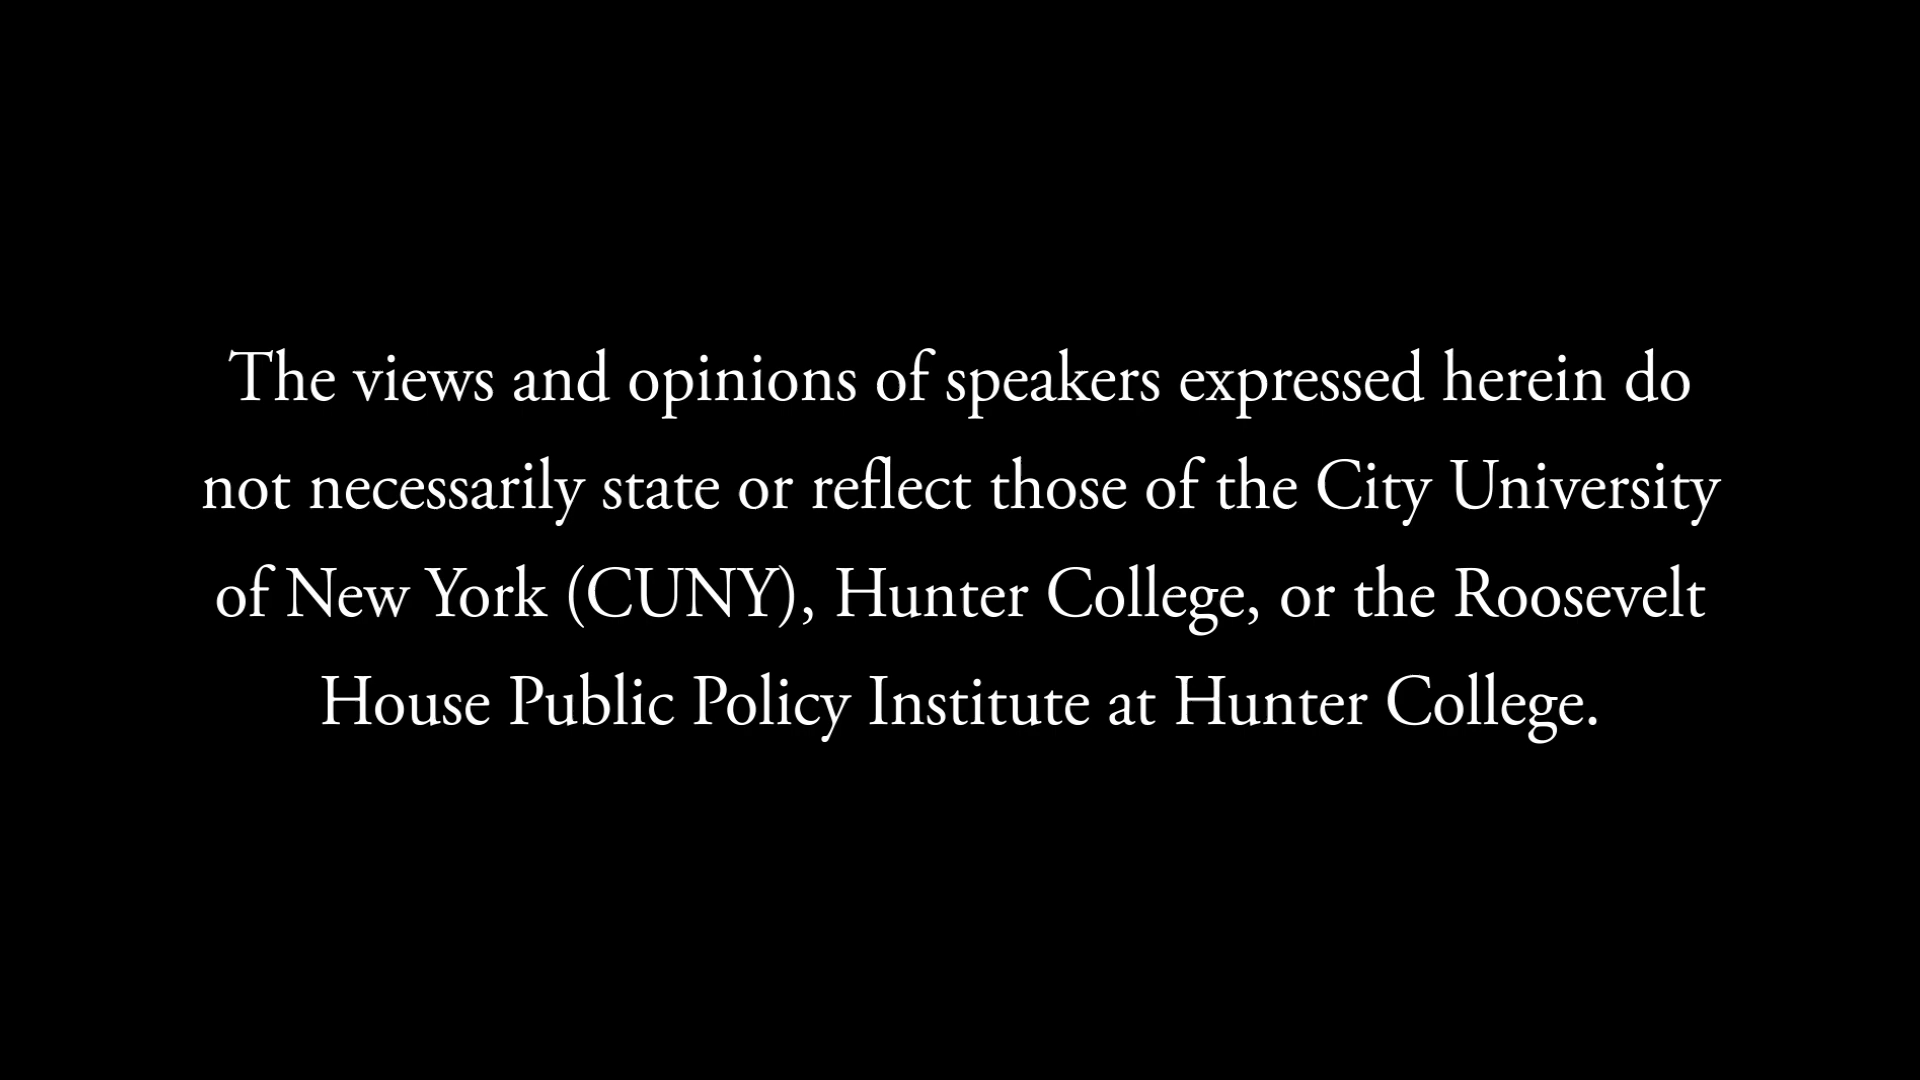 The views and opinions of speakers expressed herein do
not necessarily state or reflect those of the City University
of New York (CUNY), Hunter College, or the Roosevelt
House Public Policy Institute at Hunter College.